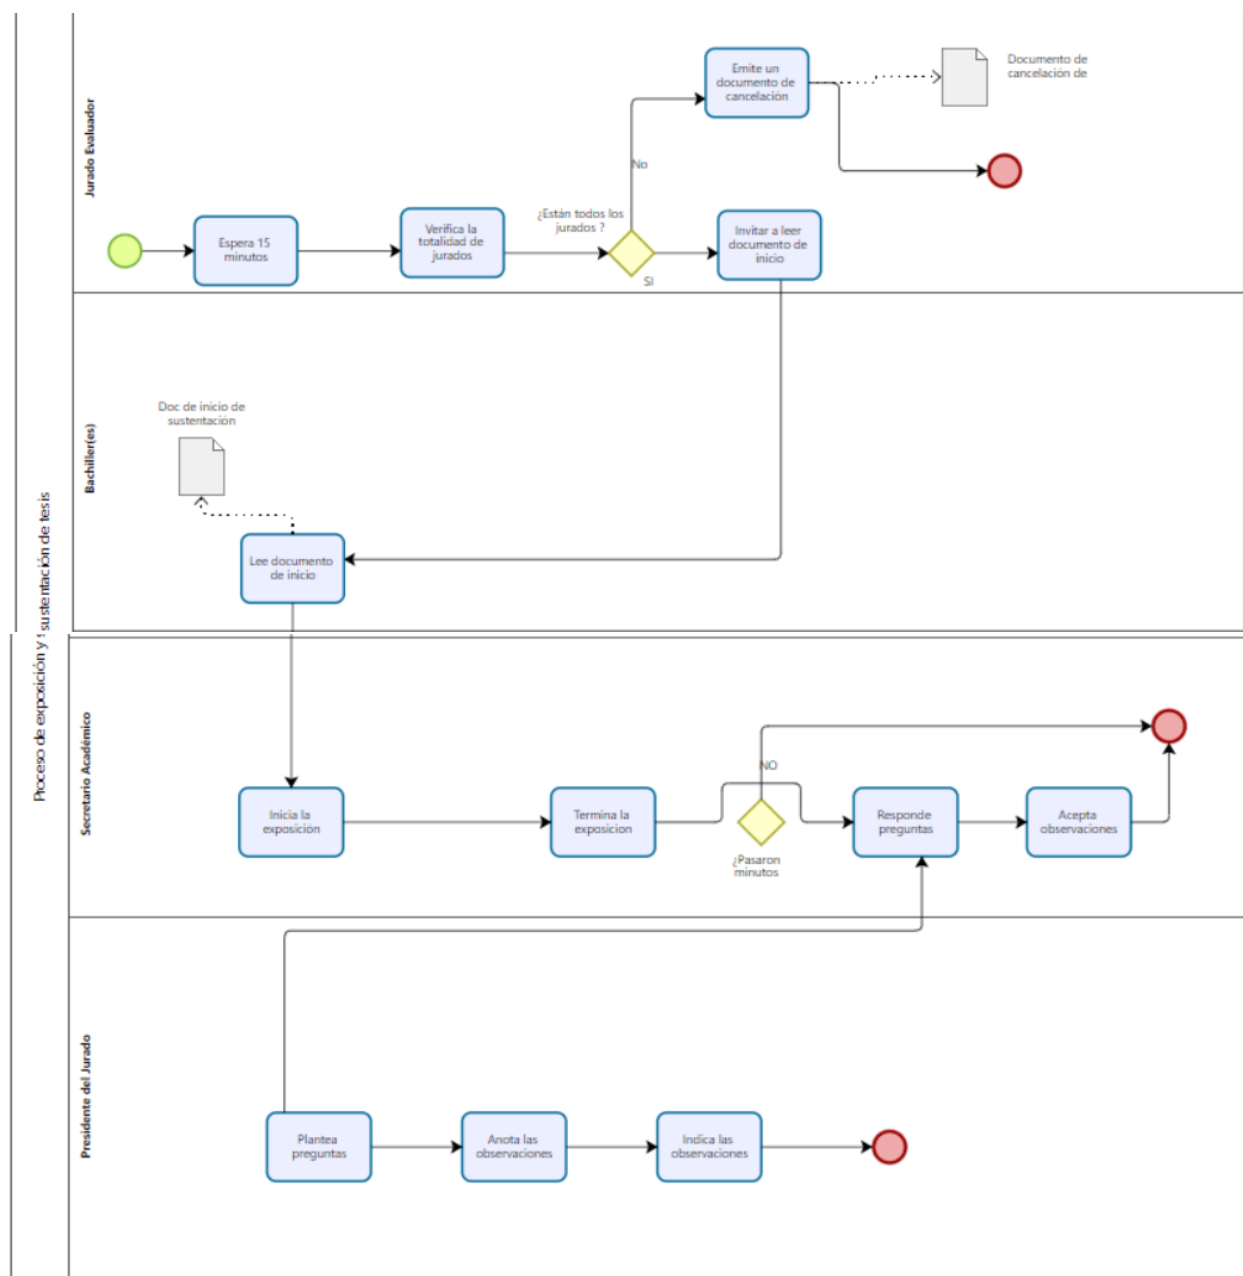 Proceso de exposición y sustentación de tesis
Jurado Evaluador
Espera 15
minutos
Verifica la
totalidad de
jurados
¿Están todos los
jurados ?
No
SI
Emite un
documento de
cancelación
Documento de
cancelación de
Invitar a leer
documento de
inicio
Bachiller(es)
Doc de inicio de
sustentación
Lee documento
de inicio
Secretario Académico
Inicia la
exposición
Termina la
exposicion
NO
¿Pasaron
minutos
Responde
preguntas
Acepta
observaciones
Presidente del Jurado
Plantea
preguntas
Anota las
observaciones
Indica las
observaciones